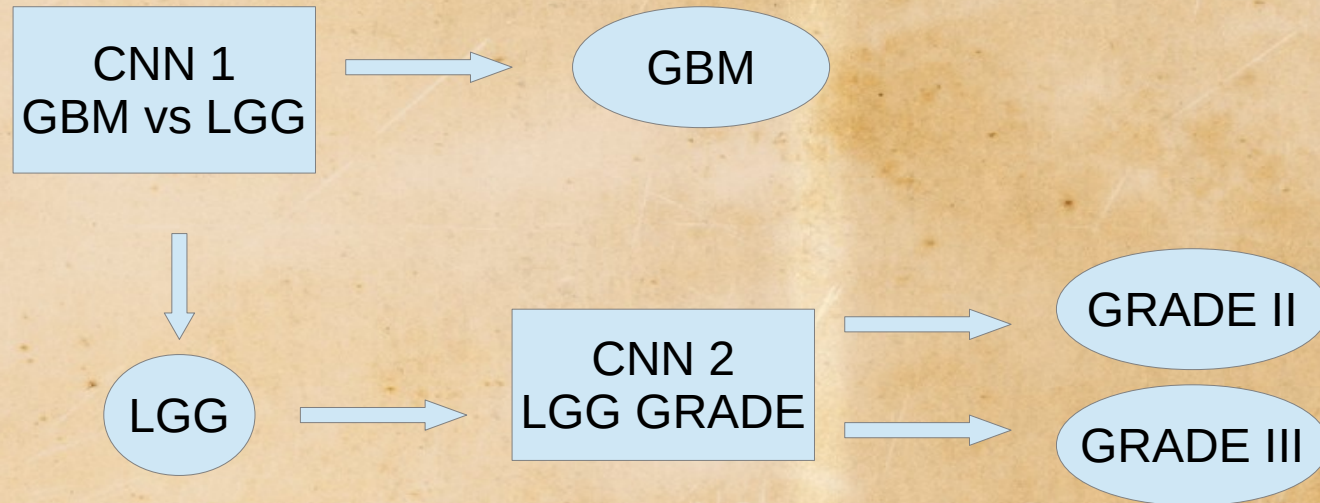 CNN 1
GBM vs LGG
GBM
LGG
CNN 2
LGG GRADE
GRADE II
GRADE III